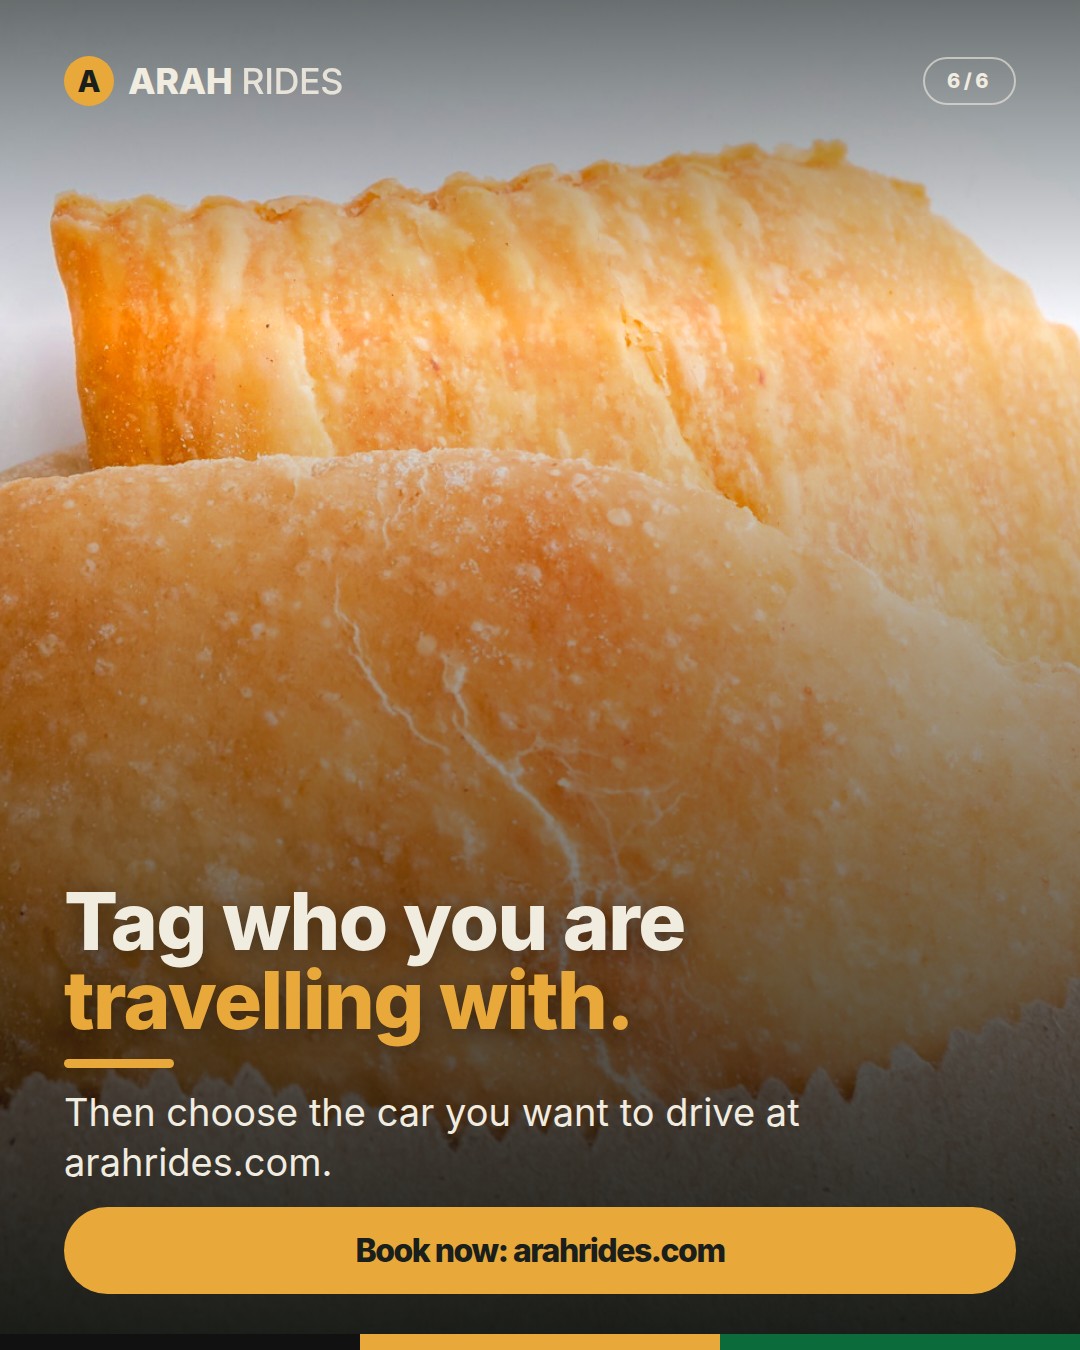 A ARAH RIDES
6/6
Tag who you are
travelling with.
Then choose the car you want to drive at
arahrides.com.
Book now: arahrides.com